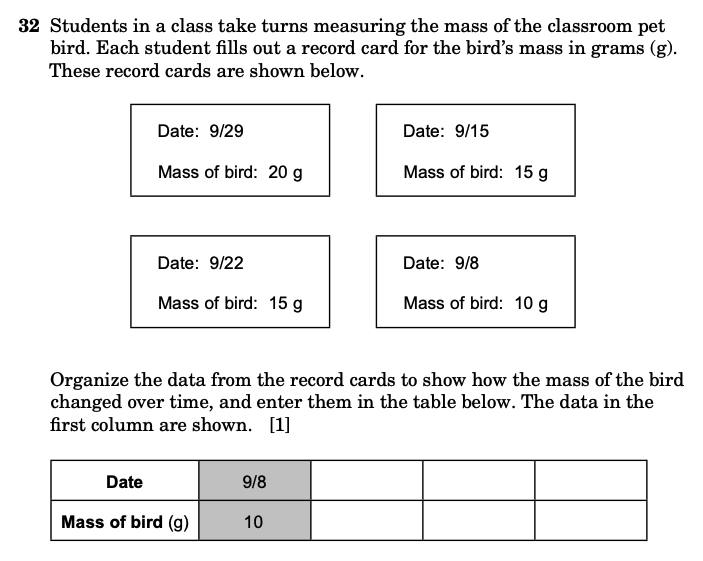 32 Students in a class take turns measuring the mass of the classroom pet
bird. Each student fills out a record card for the bird's mass in grams (g).
These record cards are shown below.
Date: 9/29
Mass of bird: 20 g
Date: 9/15
Mass of bird: 15 g
Date: 9/22
Mass of bird: 15 g
Date: 9/8
Mass of bird: 10 g
Organize the data from the record cards to show how the mass of the bird
changed over time, and enter them in the table below. The data in the
first column are shown. [1]
Date 9/8
Mass of bird (g) 10